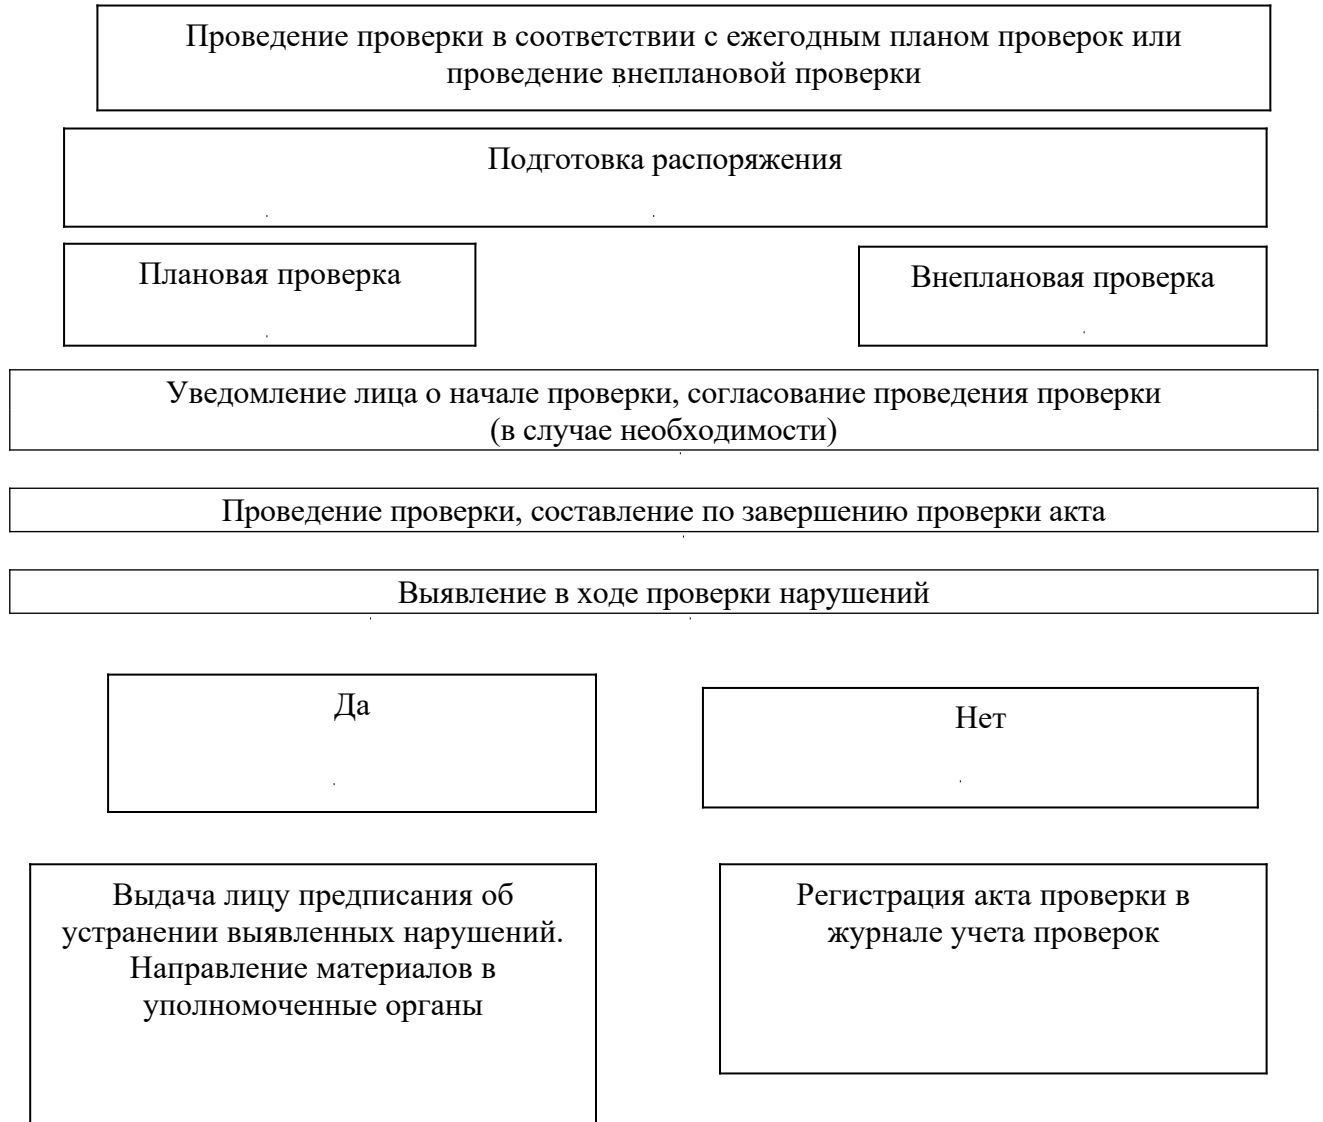 Проведение проверки в соответствии с ежегодным планом проверок или
проведение внеплановой проверки
Подготовка распоряжения
Плановая проверка
Внеплановая проверка
Уведомление лица о начале проверки, согласование проведения проверки
(в случае необходимости)
Проведение проверки, составление по завершению проверки акта
Выявление в ходе проверки нарушений
Да
Нет
Выдача лицу предписания об
устранении выявленных нарушений.
Направление материалов в
уполномоченные органы
Регистрация акта проверки в
журнале учета проверок